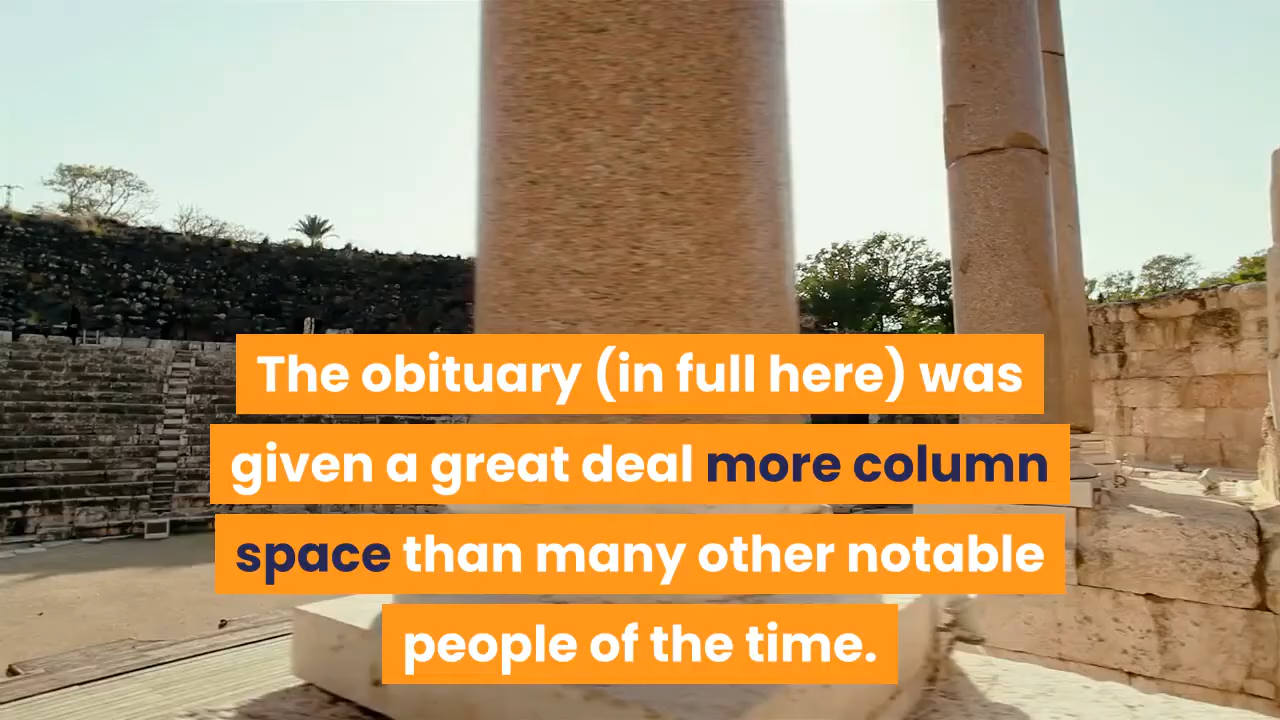 The obituary (in full here) was
given a great deal more column
space than many other notable
people of the time.